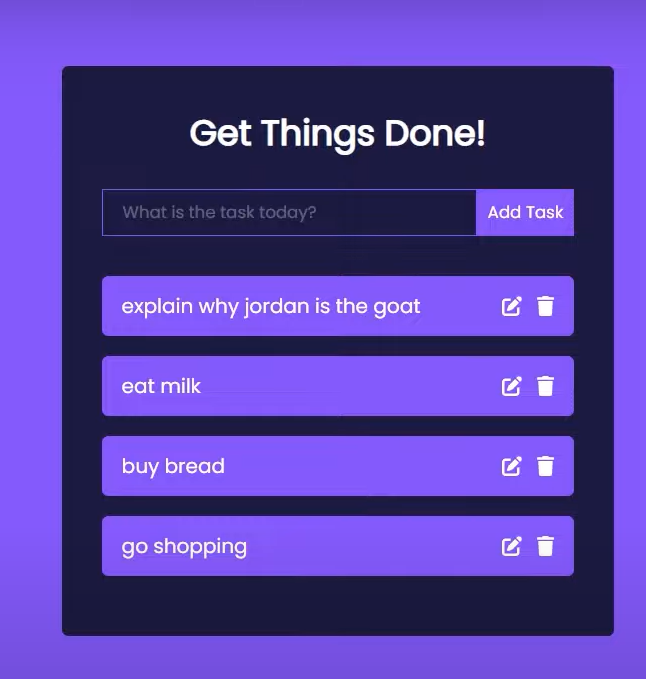 Get Things Done!
What is the task today?
Add Task
explain why jordan is the goat
eat milk
buy bread
go shopping